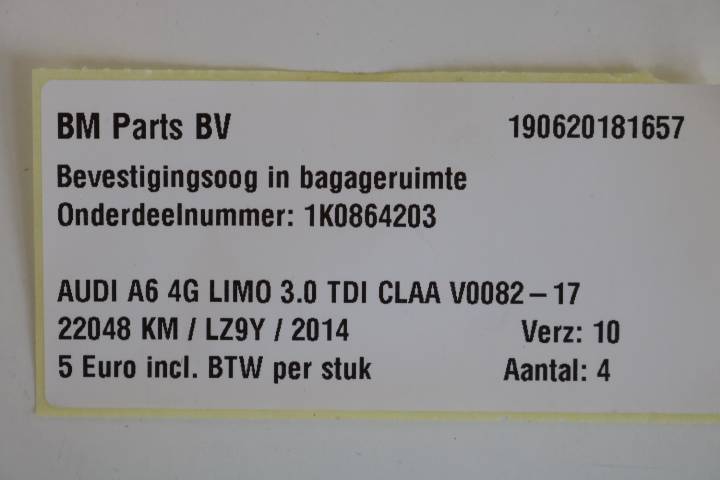 BM Parts BV 190620181657
Bevestigingsoog in bagageruimte
Onderdeelnummer: 1K0864203
AUDI A6 4G LIMO 3.0 TDI CLAA V0082 – 17
22048 KM / LZ9Y / 2014 Verz: 10
5 Euro incl. BTW per stuk Aantal: 4